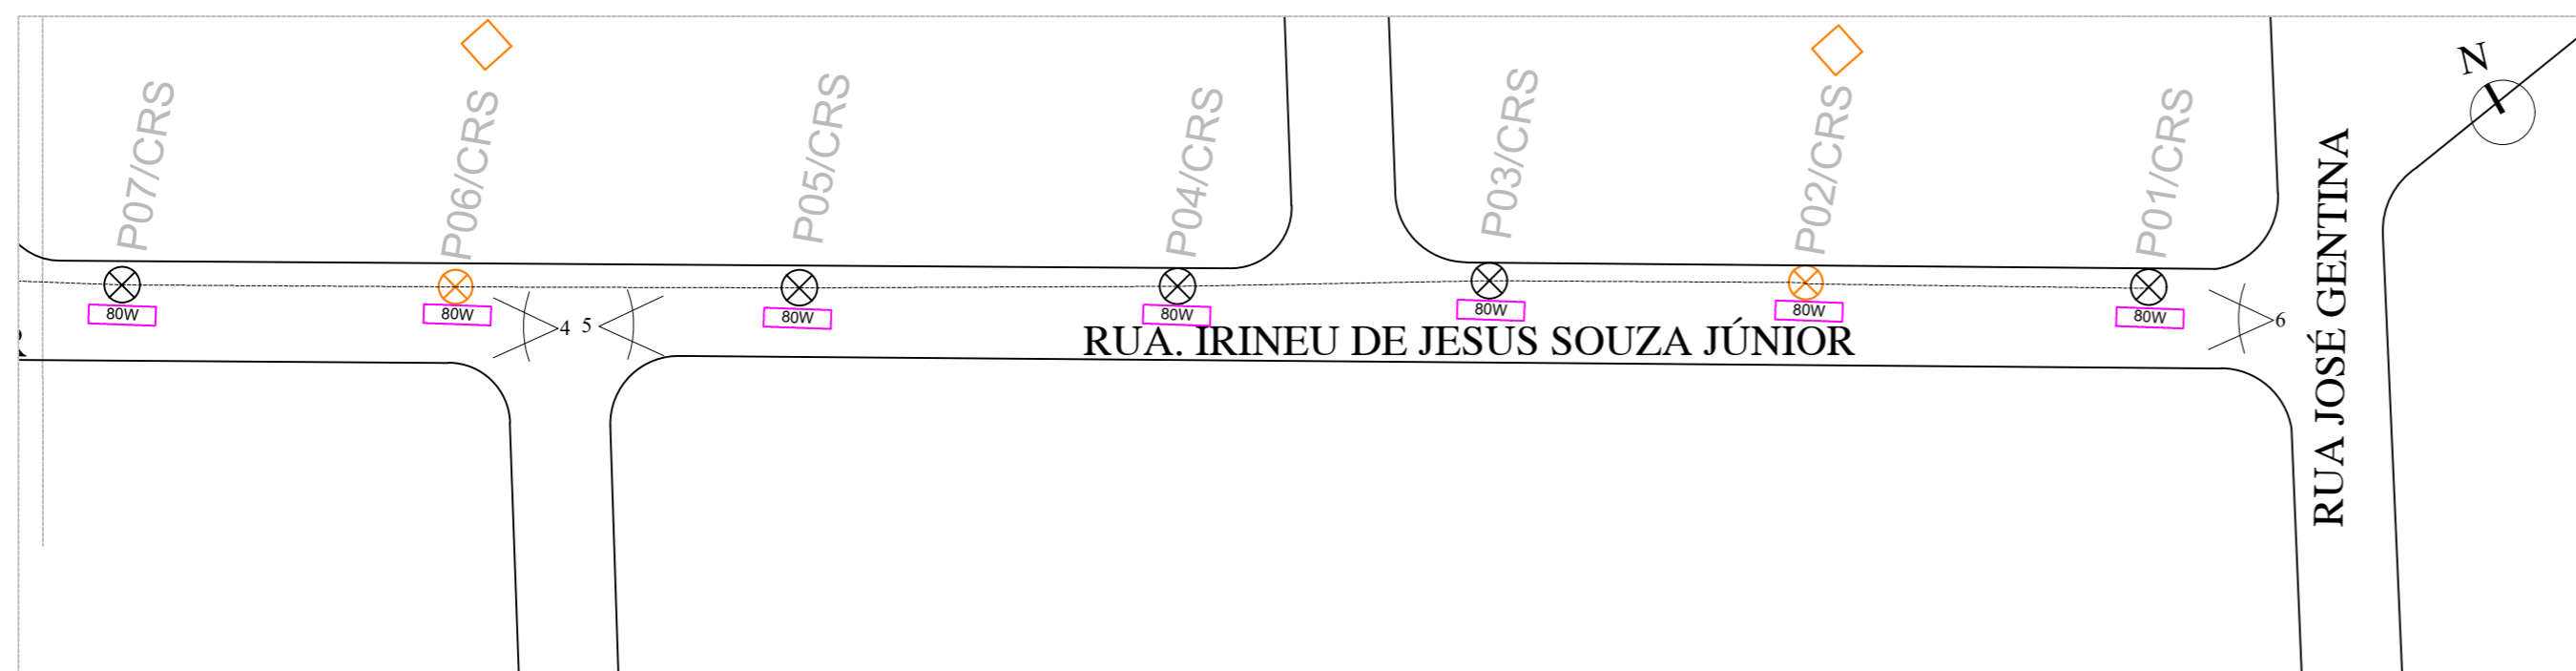 N
P07/CRS
P06/CRS
P05/CRS
P04/CRS
P03/CRS
P02/CRS
P01/CRS
80W
80W
80W
80W
80W
80W
80W
4
5
6
RUA. IRINEU DE JESUS SOUZA JÚNIOR
RUA JOSÉ GENTINA